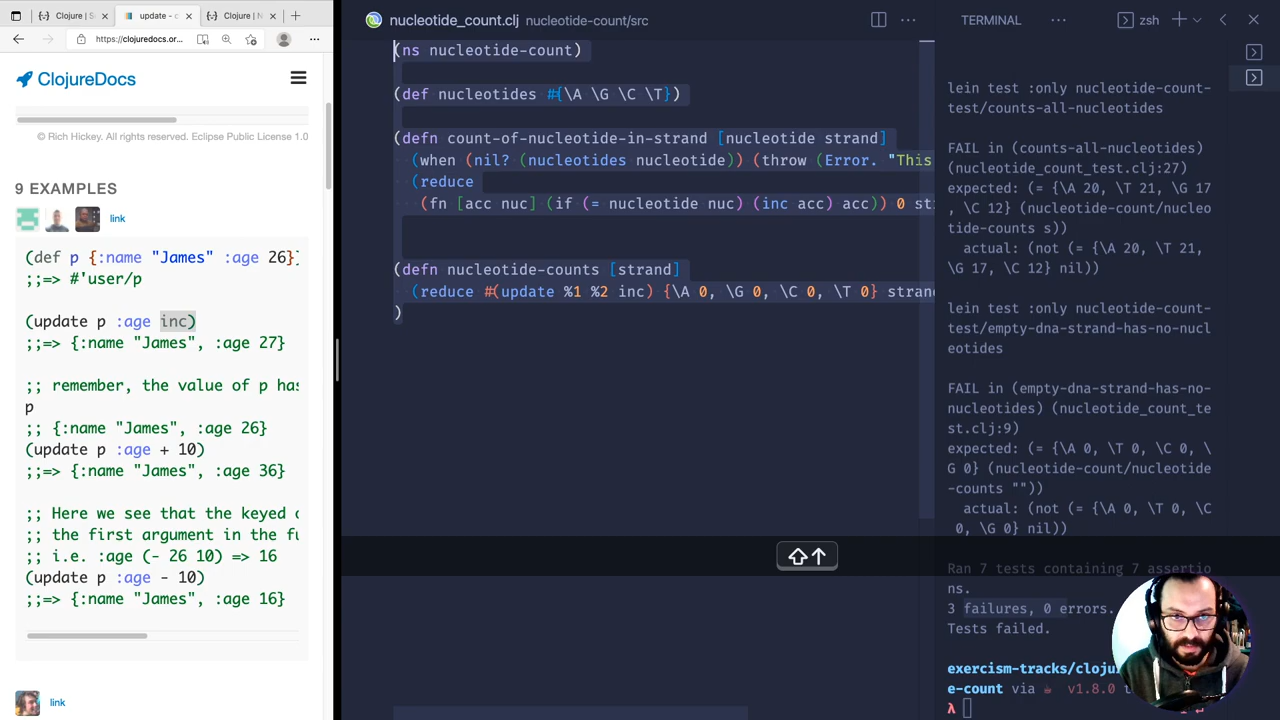 Clojure | S
update - c
Clojure | N
https://clojuredocs.or...
ClojureDocs
© Rich Hickey. All rights reserved. Eclipse Public License 1.0
9 EXAMPLES
link
(def p {:name "James" :age 26})
;;=> #'user/p
(update p :age inc)
;;=> {:name "James", :age 27}
;; remember, the value of p has
p
;; {:name "James", :age 26}
(update p :age + 10)
;;=> {:name "James", :age 36}
;; Here we see that the keyed
;; the first argument in the fu
;; i.e. :age (- 26 10) => 16
(update p :age - 10)
;;=> {:name "James", :age 16}
link
nucleotide_count.clj nucleotide-count/src
(ns nucleotide-count)
(def nucleotides #{\A \G \C \T})
(defn count-of-nucleotide-in-strand [nucleotide strand]
(when (nil? (nucleotides nucleotide)) (throw (Error. "This
(reduce
(fn [acc nuc] (if (= nucleotide nuc) (inc acc) acc)) 0 st
(defn nucleotide-counts [strand]
(reduce #(update %1 %2 inc) {\A 0, \G 0, \C 0, \T 0} stran
)
⇧↑
TERMINAL
zsh
lein test :only nucleotide-count-
test/counts-all-nucleotides
FAIL in (counts-all-nucleotides)
(nucleotide_count_test.clj:27)
expected: (= {\A 20, \T 21, \G 17
, \C 12} (nucleotide-count/nucleo
tide-counts s))
actual: (not (= {\A 20, \T 21,
\G 17, \C 12} nil))
lein test :only nucleotide-count-
test/empty-dna-strand-has-no-nucl
eotides
FAIL in (empty-dna-strand-has-no-
nucleotides) (nucleotide_count_te
st.clj:9)
expected: (= {\A 0, \T 0, \C 0, \
G 0} (nucleotide-count/nucleotide
-counts ""))
actual: (not (= {\A 0, \T 0, \C
0, \G 0} nil))
Ran 7 tests containing 7 assertio
ns.
3 failures, 0 errors.
Tests failed.
exercism-tracks/cloju
e-count via v1.8.0
λ